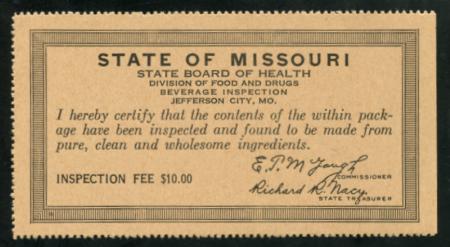 STATE OF MISSOURI
STATE BOARD OF HEALTH
DIVISION OF FOOD AND DRUGS
BEVERAGE INSPECTION
JEFFERSON CITY, MO.
I hereby certify that the contents of the within pack-
age have been inspected and found to be made from
pure, clean and wholesome ingredients.
E. T. McGaugh
COMMISSIONER
INSPECTION FEE $10.00
Richard R. Nacy
STATE TREASURER